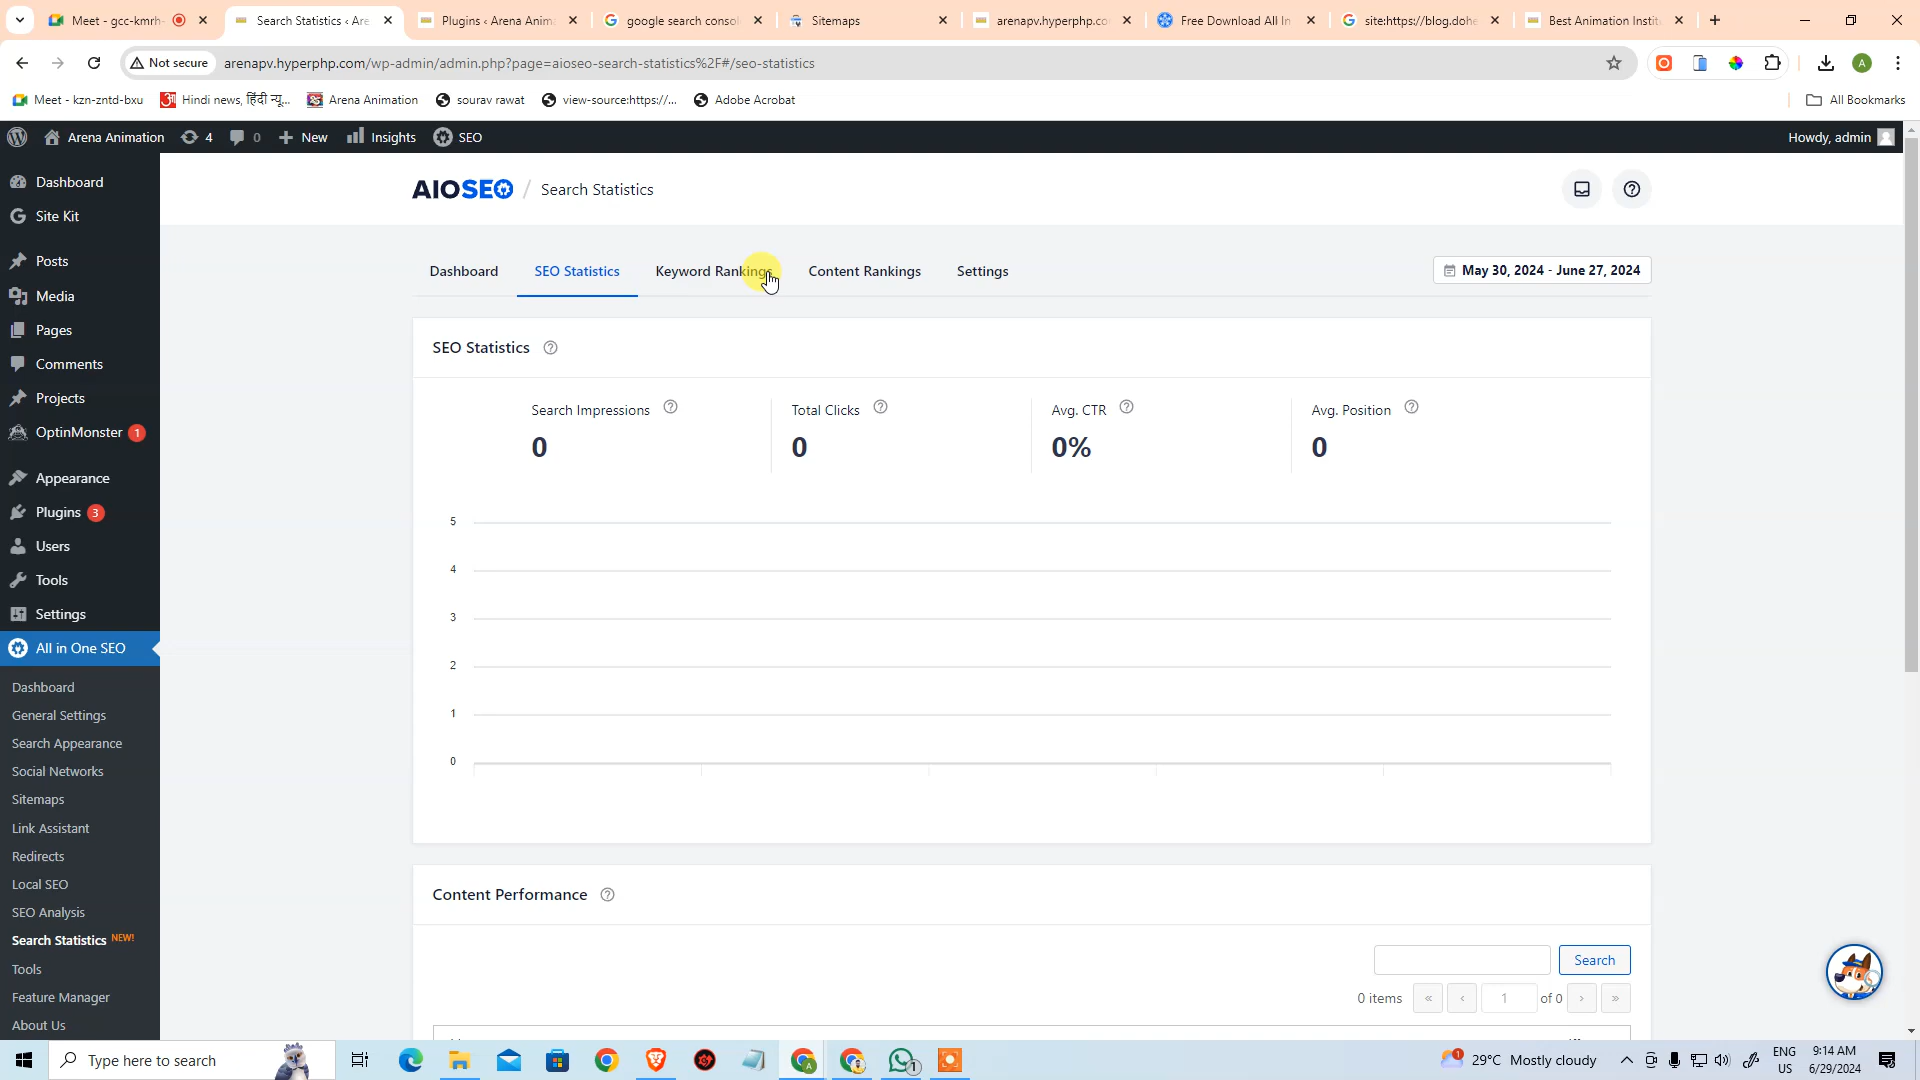 Meet - gcc-kmrh-
Search Statistics ‹ Are
Plugins ‹ Arena Anim
google search consol
Sitemaps
arenapv.hyperphp.co
Free Download All In
site:https://blog.dohe
Best Animation Institu
Not secure
arenapv.hyperphp.com/wp-admin/admin.php?page=aioseo-search-statistics%2F#/seo-statistics
Meet - kzn-zntd-bxu
Hindi news, हिंदी न्यू...
Arena Animation
sourav rawat
view-source:https://...
Adobe Acrobat
All Bookmarks
Arena Animation
4
0
New
Insights
SEO
Howdy, admin
Dashboard
Site Kit
Posts
Media
Pages
Comments
Projects
OptinMonster 1
Appearance
Plugins 3
Users
Tools
Settings
All in One SEO
Dashboard
General Settings
Search Appearance
Social Networks
Sitemaps
Link Assistant
Redirects
Local SEO
SEO Analysis
Search Statistics NEW!
Tools
Feature Manager
About Us
AIOSEO / Search Statistics
Dashboard
SEO Statistics
Keyword Rankings
Content Rankings
Settings
May 30, 2024 - June 27, 2024
SEO Statistics
Search Impressions
0
Total Clicks
0
Avg. CTR
0%
Avg. Position
0
5
4
3
2
1
0
Content Performance
Search
0 items « ‹ 1 of 0 › »
Type here to search
1
1
29°C Mostly cloudy
ENG
US
9:14 AM
6/29/2024